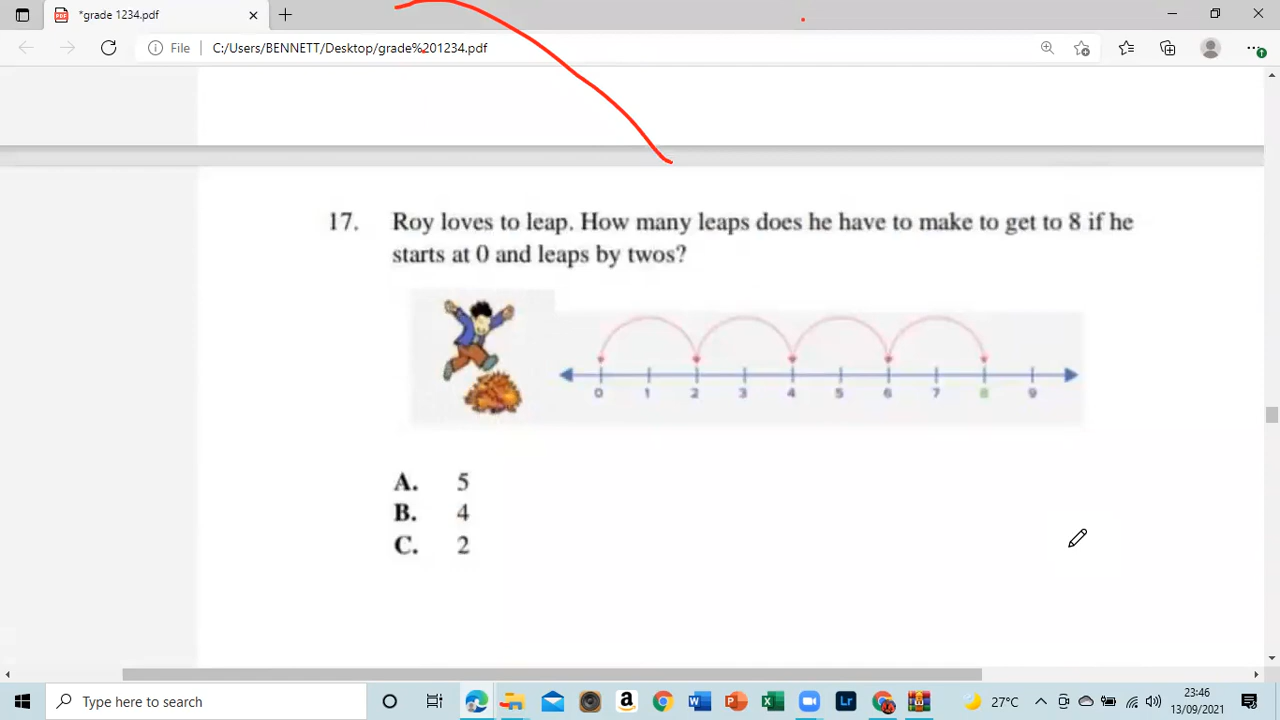 *grade 1234.pdf
File
C:/Users/BENNETT/Desktop/grade%201234.pdf
17. Roy loves to leap. How many leaps does he have to make to get to 8 if he
starts at 0 and leaps by twos?
0 1 2 3 4 5 6 7 8 9
A. 5
B. 4
C. 2
Type here to search
27°C
23:46
13/09/2021